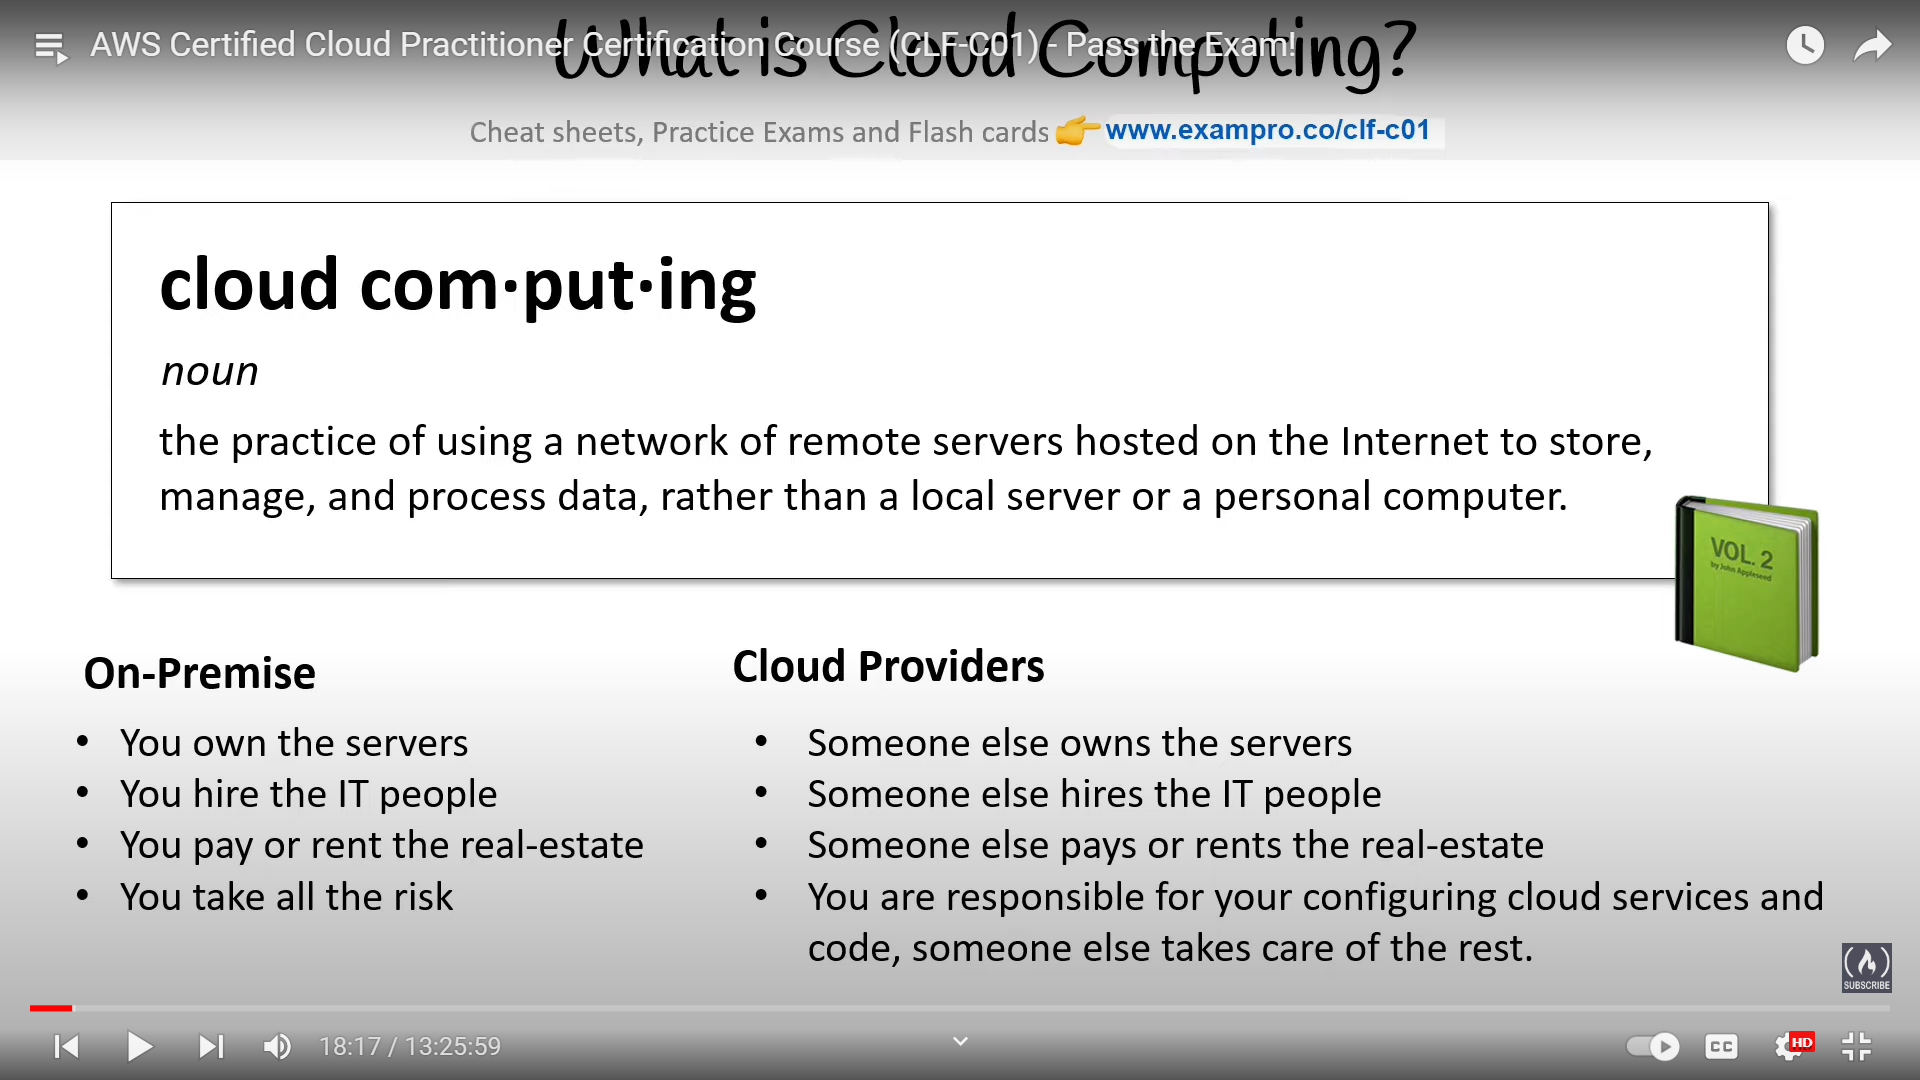 What is Cloud Computing?
AWS Certified Cloud Practitioner Certification Course (CLF-C01) - Pass the Exam!
Cheat sheets, Practice Exams and Flash cards 👉 www.exampro.co/clf-c01
cloud com·put·ing
noun
the practice of using a network of remote servers hosted on the Internet to store,
manage, and process data, rather than a local server or a personal computer.
VOL. 2
by John Appleseed
On-Premise
• You own the servers
• You hire the IT people
• You pay or rent the real-estate
• You take all the risk
Cloud Providers
• Someone else owns the servers
• Someone else hires the IT people
• Someone else pays or rents the real-estate
• You are responsible for your configuring cloud services and
code, someone else takes care of the rest.
SUBSCRIBE
18:17 / 13:25:59
CC
HD